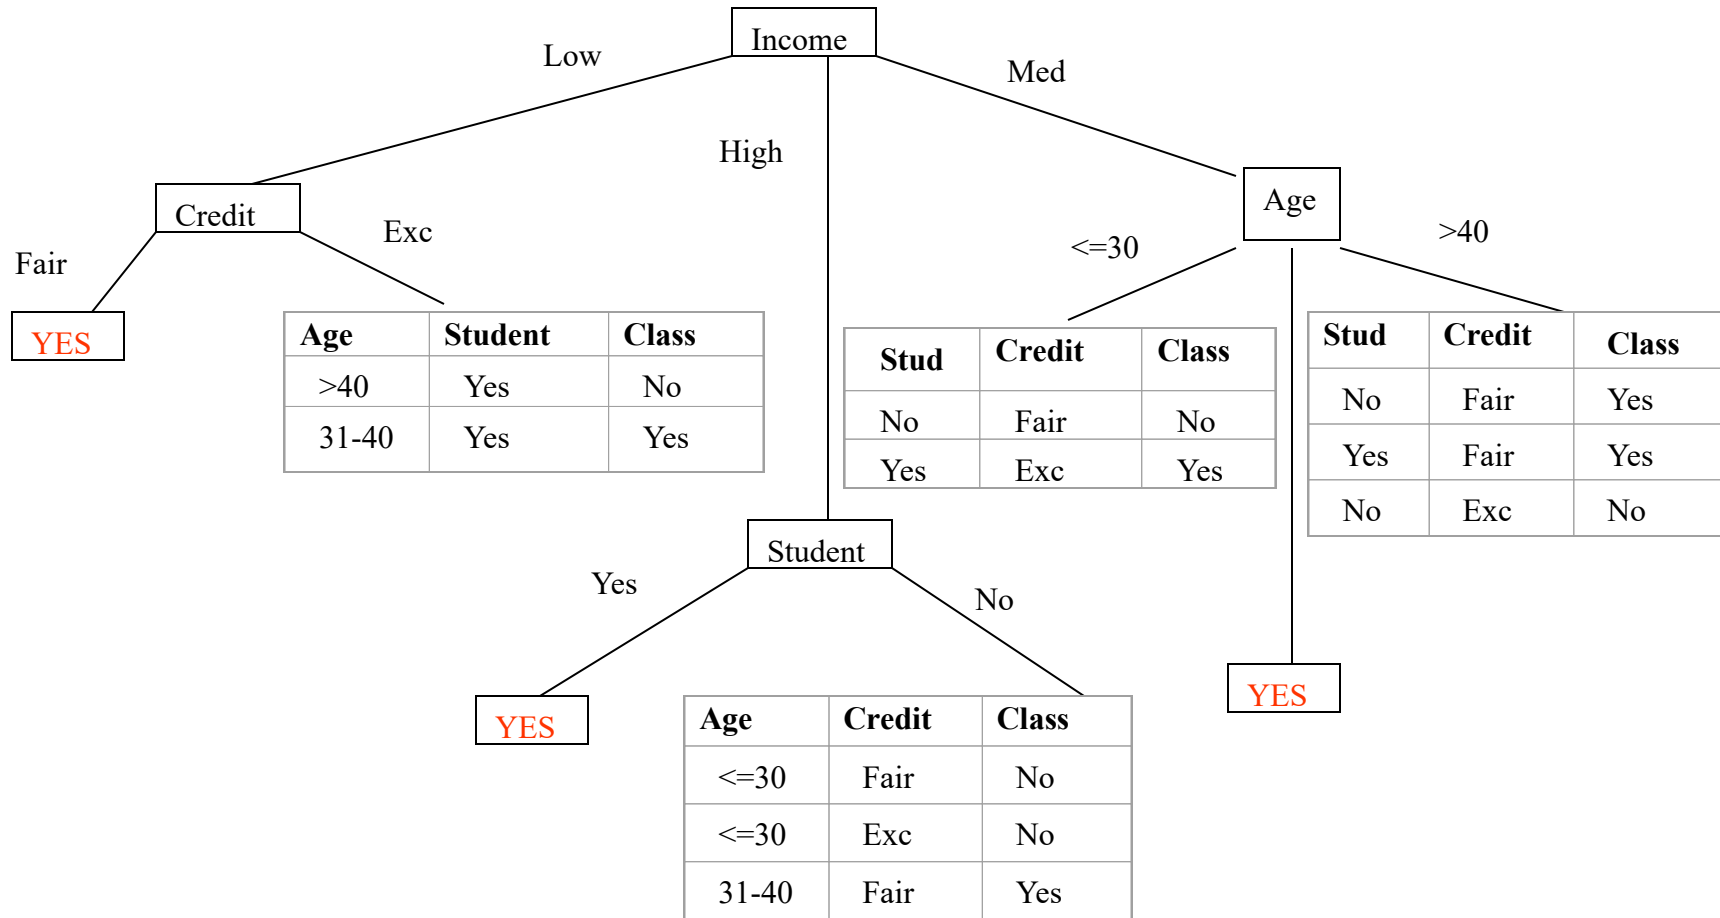 Income
Low
Med
High
Credit
Age
Fair
Exc
<=30
>40
YES
Age Student Class
>40 Yes No
31-40 Yes Yes
Stud Credit Class
No Fair No
Yes Exc Yes
Stud Credit Class
No Fair Yes
Yes Fair Yes
No Exc No
Student
Yes
No
YES
Age Credit Class
<=30 Fair No
<=30 Exc No
31-40 Fair Yes
YES